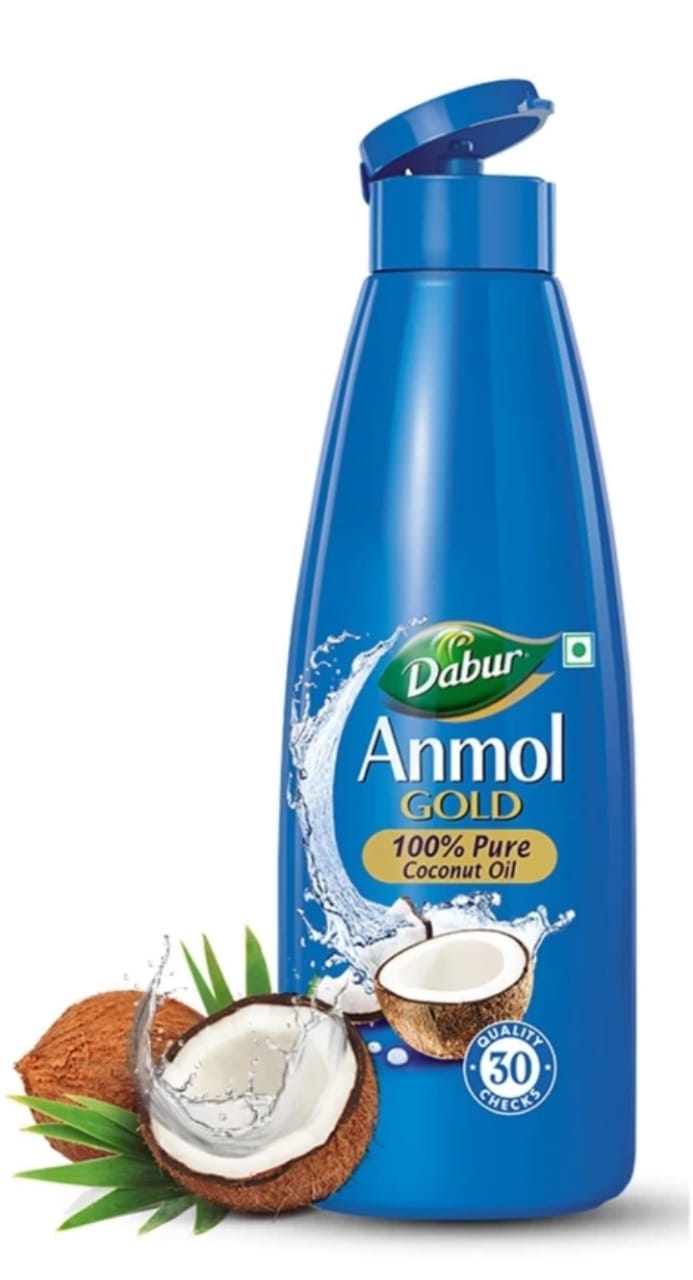 Dabur
Anmol
GOLD
100% Pure
Coconut Oil
QUALITY
30
CHECKS